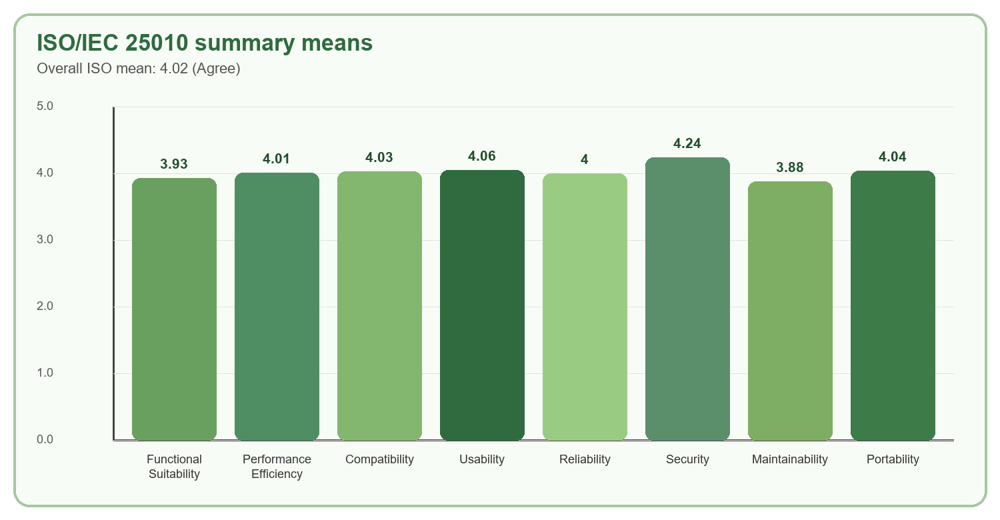 ISO/IEC 25010 summary means
Overall ISO mean: 4.02 (Agree)
5.0
4.0
3.0
2.0
1.0
0.0
3.93
4.01
4.03
4.06
4
4.24
3.88
4.04
Functional
Suitability
Performance
Efficiency
Compatibility
Usability
Reliability
Security
Maintainability
Portability